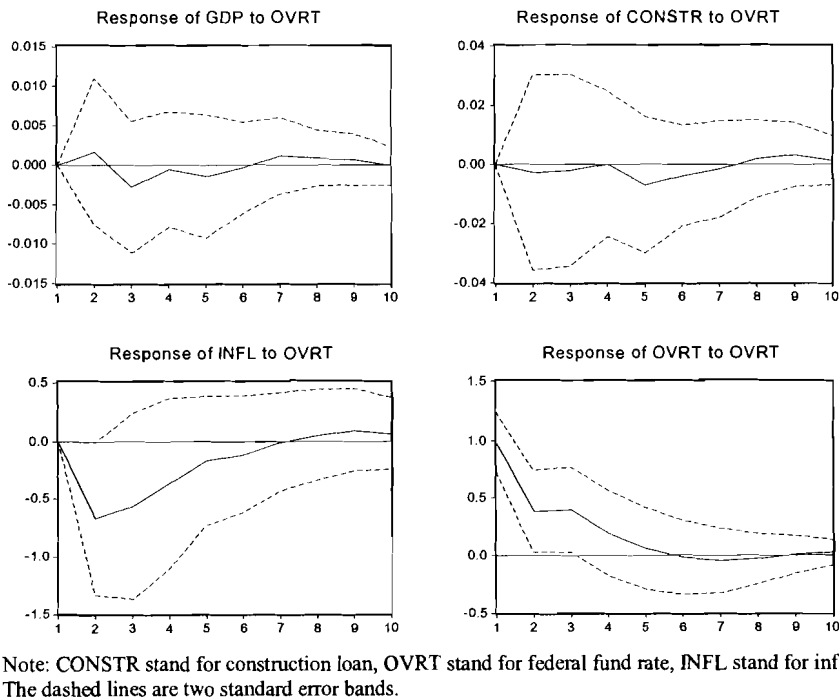 Response of GDP to OVRT
0.015
0.010
0.005
0.000
-0.005
-0.010
-0.015
1 2 3 4 5 6 7 8 9 10
Response of CONSTR to OVRT
0.04
0.02
0.00
-0.02
-0.04
1 2 3 4 5 6 7 8 9 10
Response of INFL to OVRT
0.5
0.0
-0.5
-1.0
-1.5
1 2 3 4 5 6 7 8 9 10
Response of OVRT to OVRT
1.5
1.0
0.5
0.0
-0.5
1 2 3 4 5 6 7 8 9 10
Note: CONSTR stand for construction loan, OVRT stand for federal fund rate, INFL stand for inf
The dashed lines are two standard error bands.